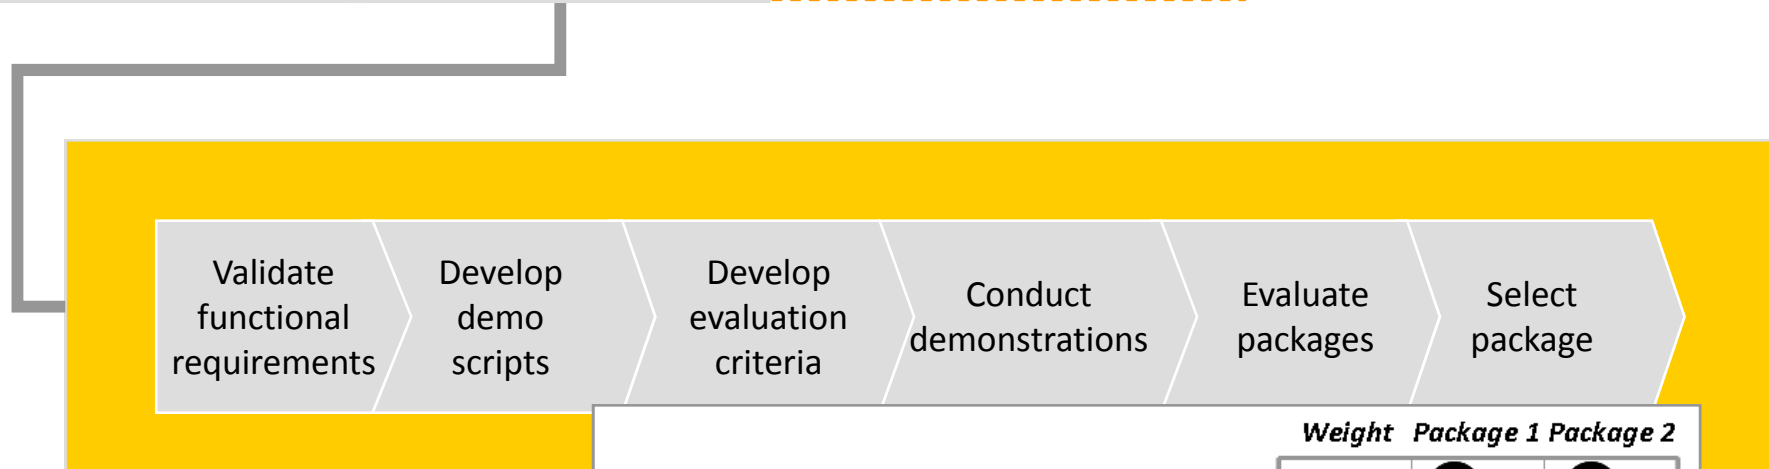 Validate
functional
requirements
Develop
demo
scripts
Develop
evaluation
criteria
Conduct
demonstrations
Evaluate
packages
Select
package
Weight Package 1 Package 2